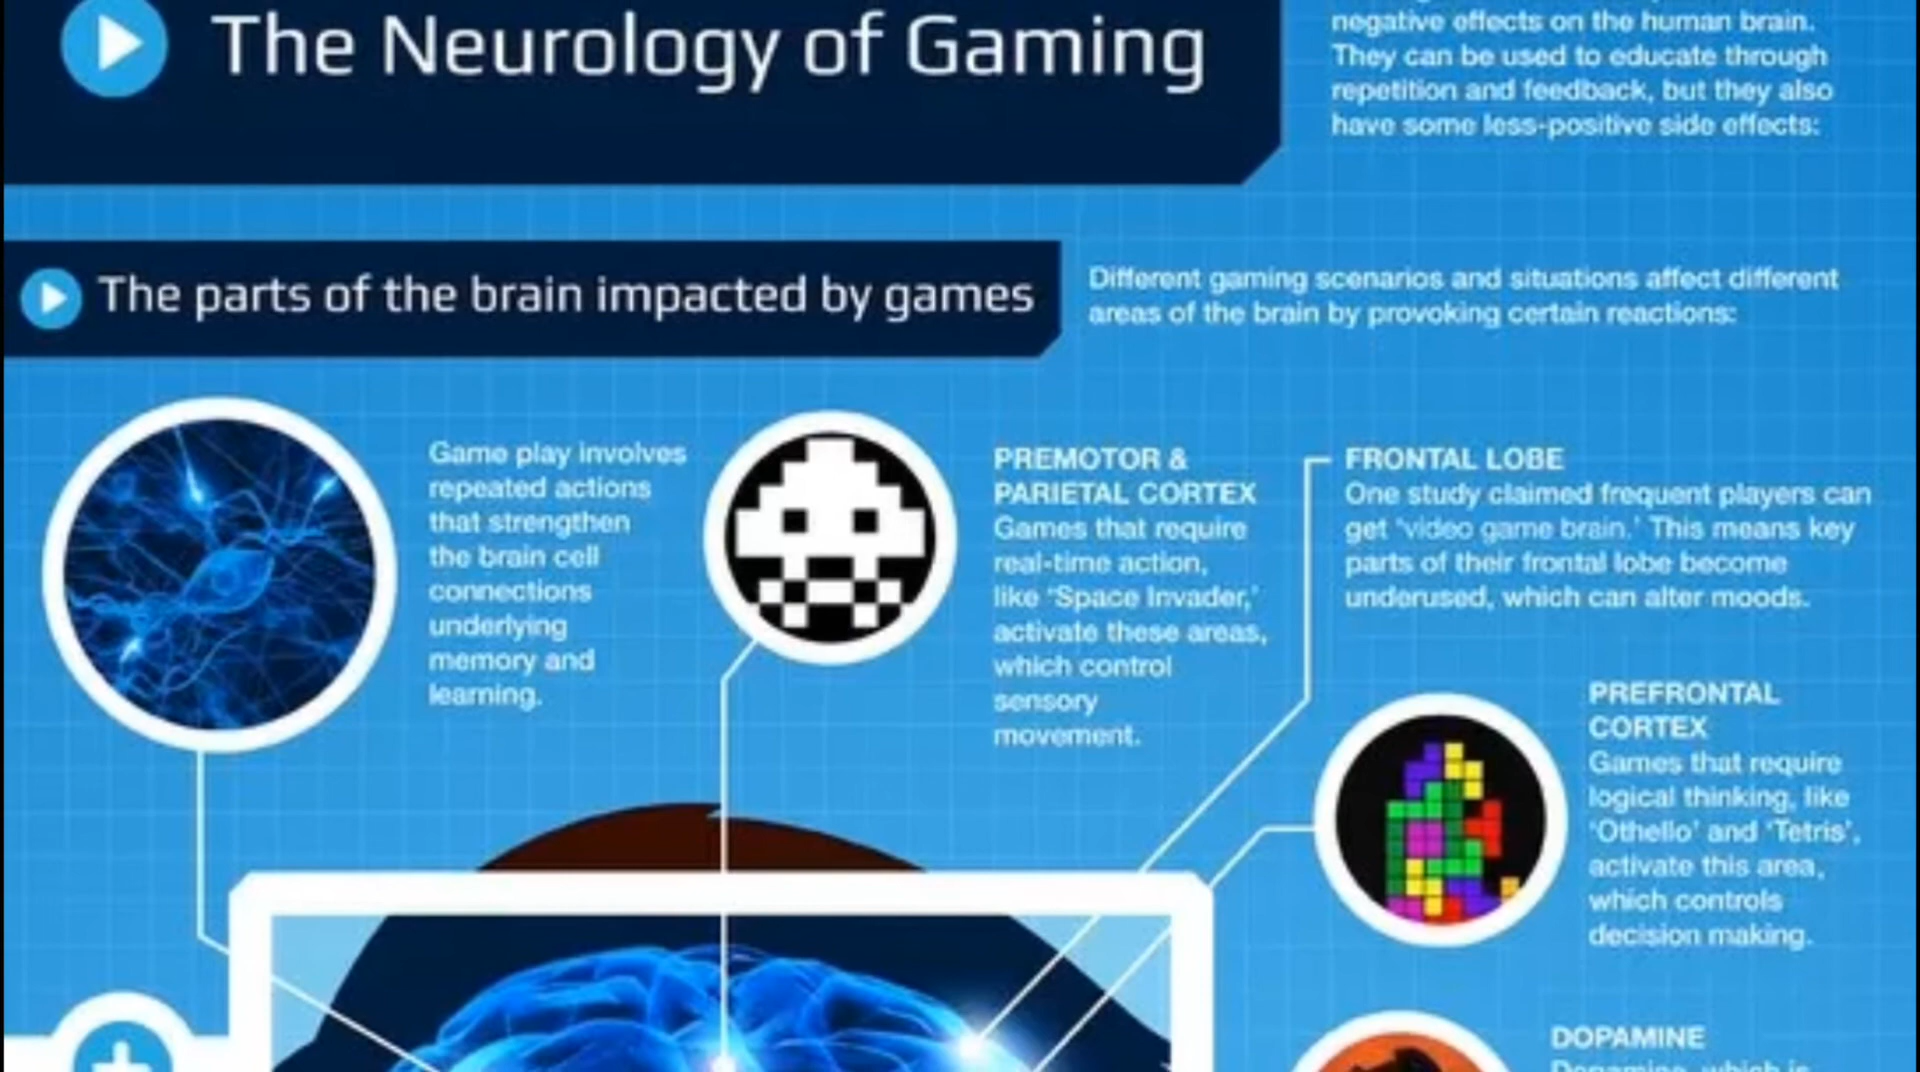 The Neurology of Gaming
negative effects on the human brain.
They can be used to educate through
repetition and feedback, but they also
have some less-positive side effects:
The parts of the brain impacted by games
Different gaming scenarios and situations affect different
areas of the brain by provoking certain reactions:
Game play involves
repeated actions
that strengthen
the brain cell
connections
underlying
memory and
learning.
PREMOTOR &
PARIETAL CORTEX
Games that require
real-time action,
like 'Space Invader,'
activate these areas,
which control
sensory
movement.
FRONTAL LOBE
One study claimed frequent players can
get 'video game brain.' This means key
parts of their frontal lobe become
underused, which can alter moods.
PREFRONTAL
CORTEX
Games that require
logical thinking, like
'Othello' and 'Tetris',
activate this area,
which controls
decision making.
DOPAMINE
Dopamine, which is